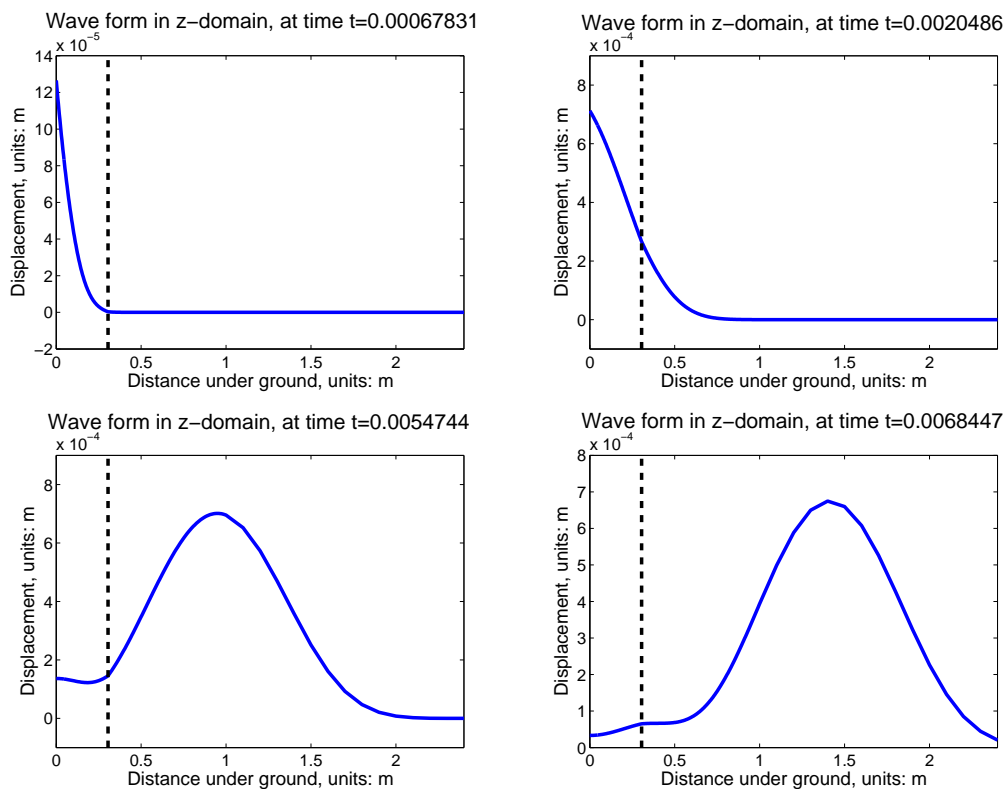 Wave form in z−domain, at time t=0.00067831
x 10⁻⁵
14
12
10
8
6
4
2
0
−2
0 0.5 1 1.5 2
Displacement, units: m
Distance under ground, units: m
Wave form in z−domain, at time t=0.0020486
x 10⁻⁴
8
6
4
2
0
0 0.5 1 1.5 2
Displacement, units: m
Distance under ground, units: m
Wave form in z−domain, at time t=0.0054744
x 10⁻⁴
8
6
4
2
0
0 0.5 1 1.5 2
Displacement, units: m
Distance under ground, units: m
Wave form in z−domain, at time t=0.0068447
x 10⁻⁴
8
7
6
5
4
3
2
1
0
0 0.5 1 1.5 2
Displacement, units: m
Distance under ground, units: m